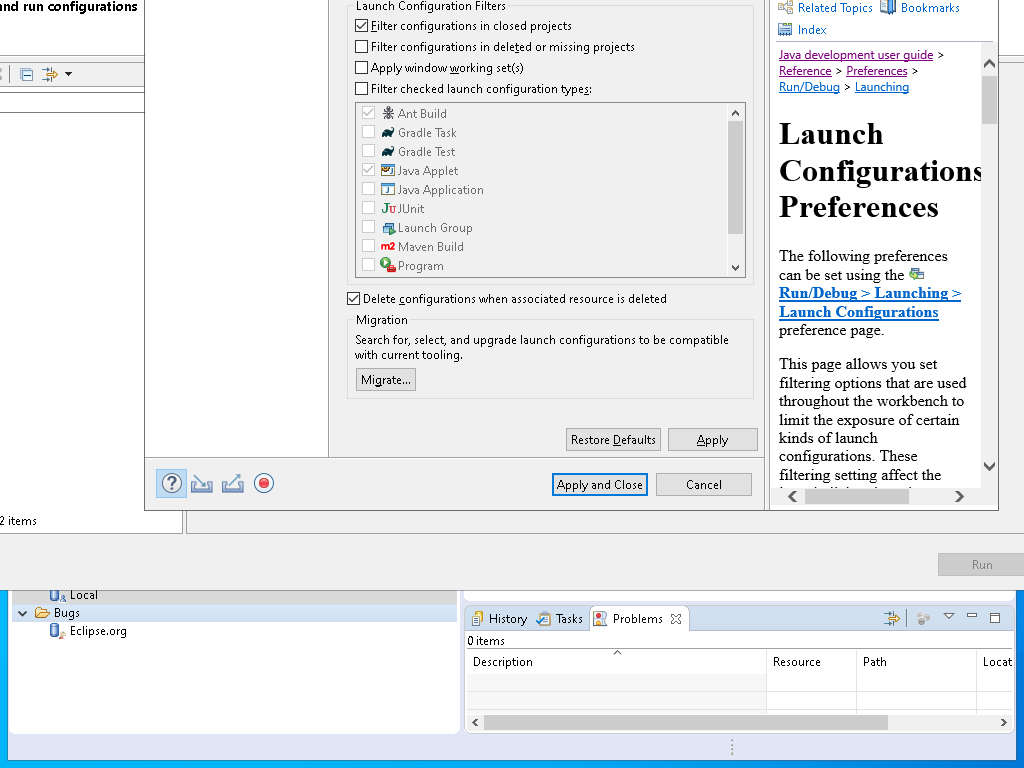 and run configurations
Launch Configuration Filters
Filter configurations in closed projects
Filter configurations in deleted or missing projects
Apply window working set(s)
Filter checked launch configuration types:
Ant Build
Gradle Task
Gradle Test
Java Applet
Java Application
JUnit
Launch Group
Maven Build
Program
Delete configurations when associated resource is deleted
Migration
Search for, select, and upgrade launch configurations to be compatible
with current tooling.
Migrate...
Restore Defaults
Apply
Apply and Close
Cancel
Related Topics
Bookmarks
Index
Java development user guide >
Reference > Preferences >
Run/Debug > Launching
Launch
Configurations
Preferences
The following preferences
can be set using the
Run/Debug > Launching >
Launch Configurations
preference page.
This page allows you set
filtering options that are used
throughout the workbench to
limit the exposure of certain
kinds of launch
configurations. These
filtering setting affect the
2 items
Run
Local
Bugs
Eclipse.org
History
Tasks
Problems
0 items
Description
Resource
Path
Locat